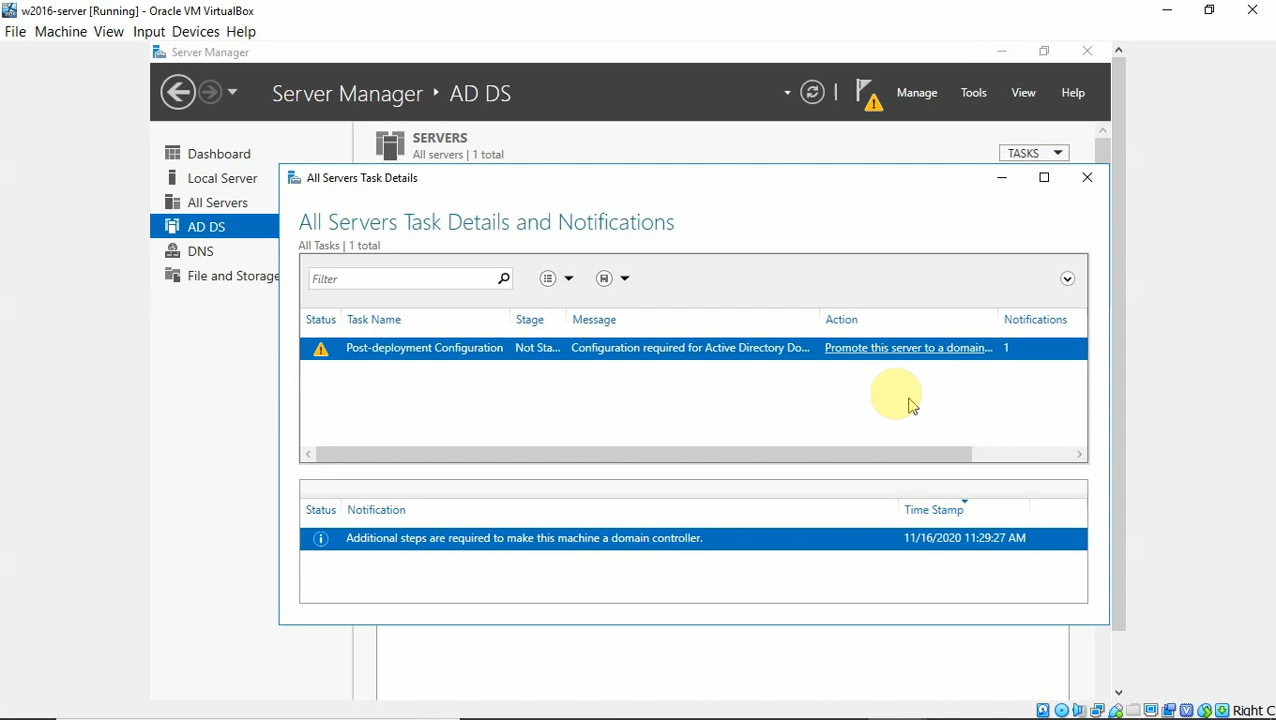 w2016-server [Running] - Oracle VM VirtualBox
File Machine View Input Devices Help
Server Manager
Server Manager • AD DS
Manage Tools View Help
SERVERS
All servers | 1 total
TASKS
Dashboard
Local Server
All Servers
AD DS
DNS
File and Storage
All Servers Task Details
All Servers Task Details and Notifications
All Tasks | 1 total
Filter
Status Task Name Stage Message Action Notifications
Post-deployment Configuration Not Sta... Configuration required for Active Directory Do... Promote this server to a domain... 1
Status Notification Time Stamp
Additional steps are required to make this machine a domain controller. 11/16/2020 11:29:27 AM
Right C